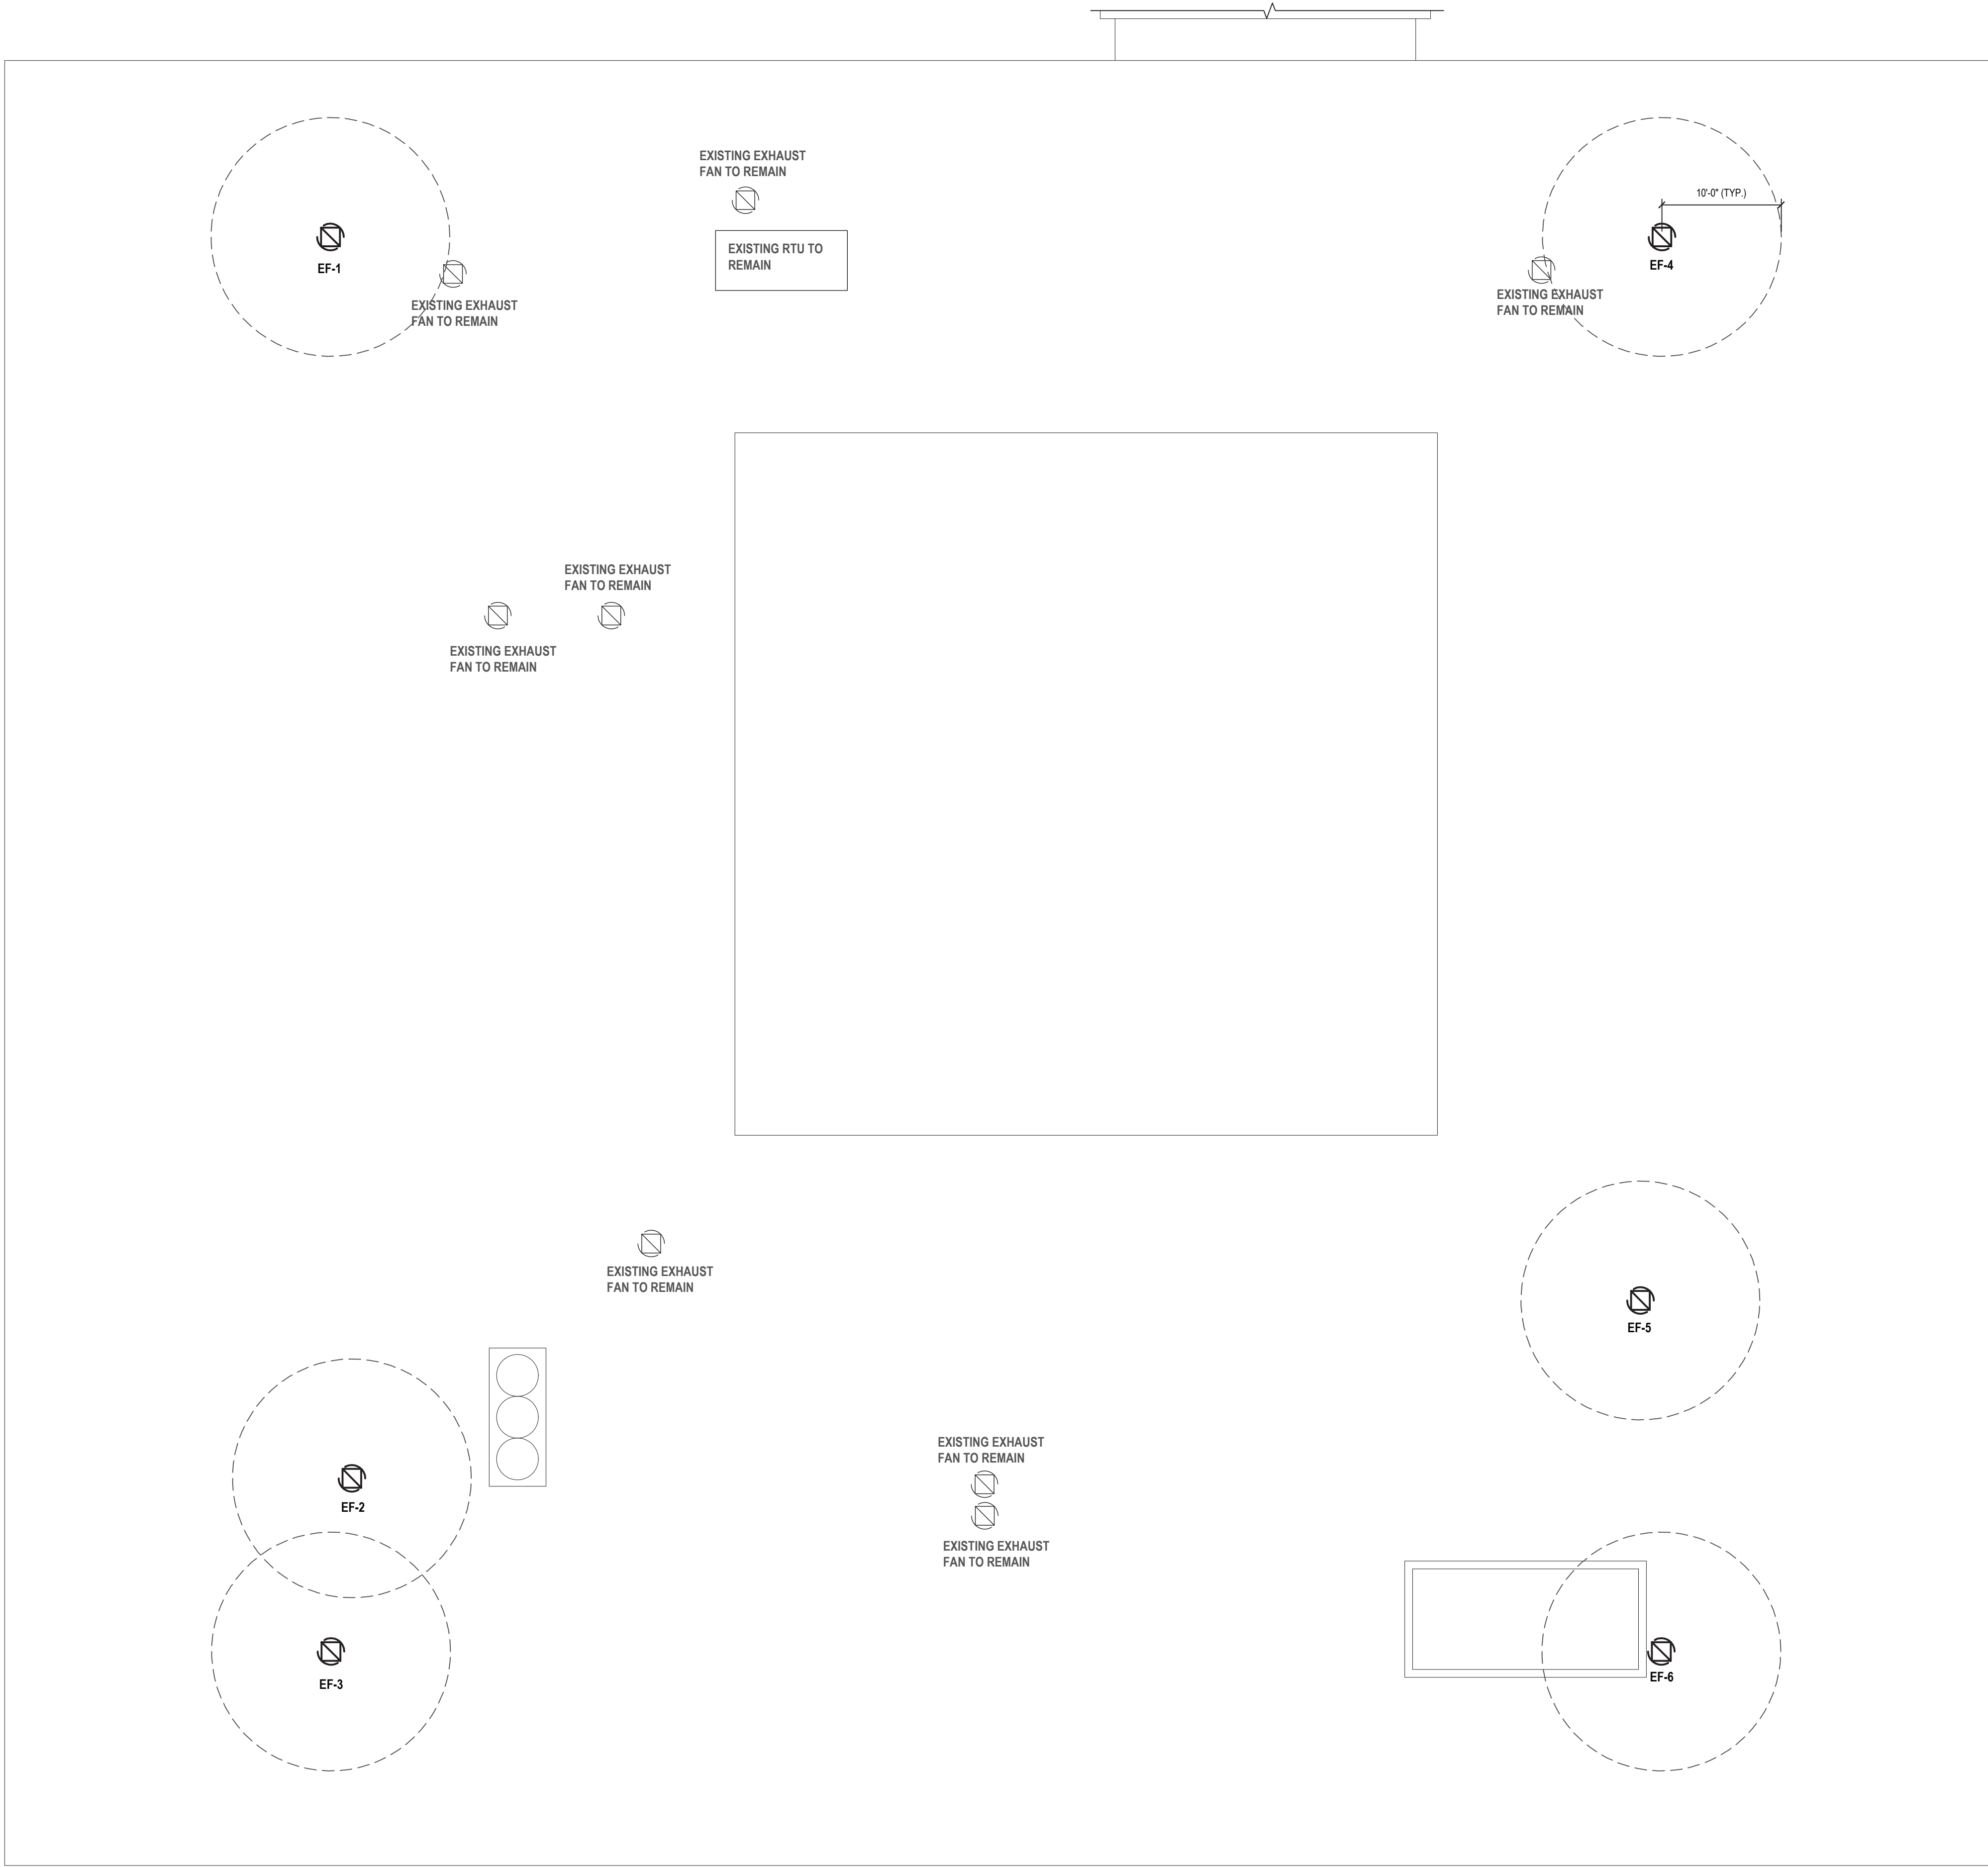 EXISTING EXHAUST
FAN TO REMAIN
10'-0" (TYP.)
EXISTING RTU TO
REMAIN
EF-1
EF-4
EXISTING EXHAUST
FAN TO REMAIN
EXISTING EXHAUST
FAN TO REMAIN
EXISTING EXHAUST
FAN TO REMAIN
EXISTING EXHAUST
FAN TO REMAIN
EXISTING EXHAUST
FAN TO REMAIN
EF-5
EXISTING EXHAUST
FAN TO REMAIN
EF-2
EXISTING EXHAUST
FAN TO REMAIN
EF-3
EF-6